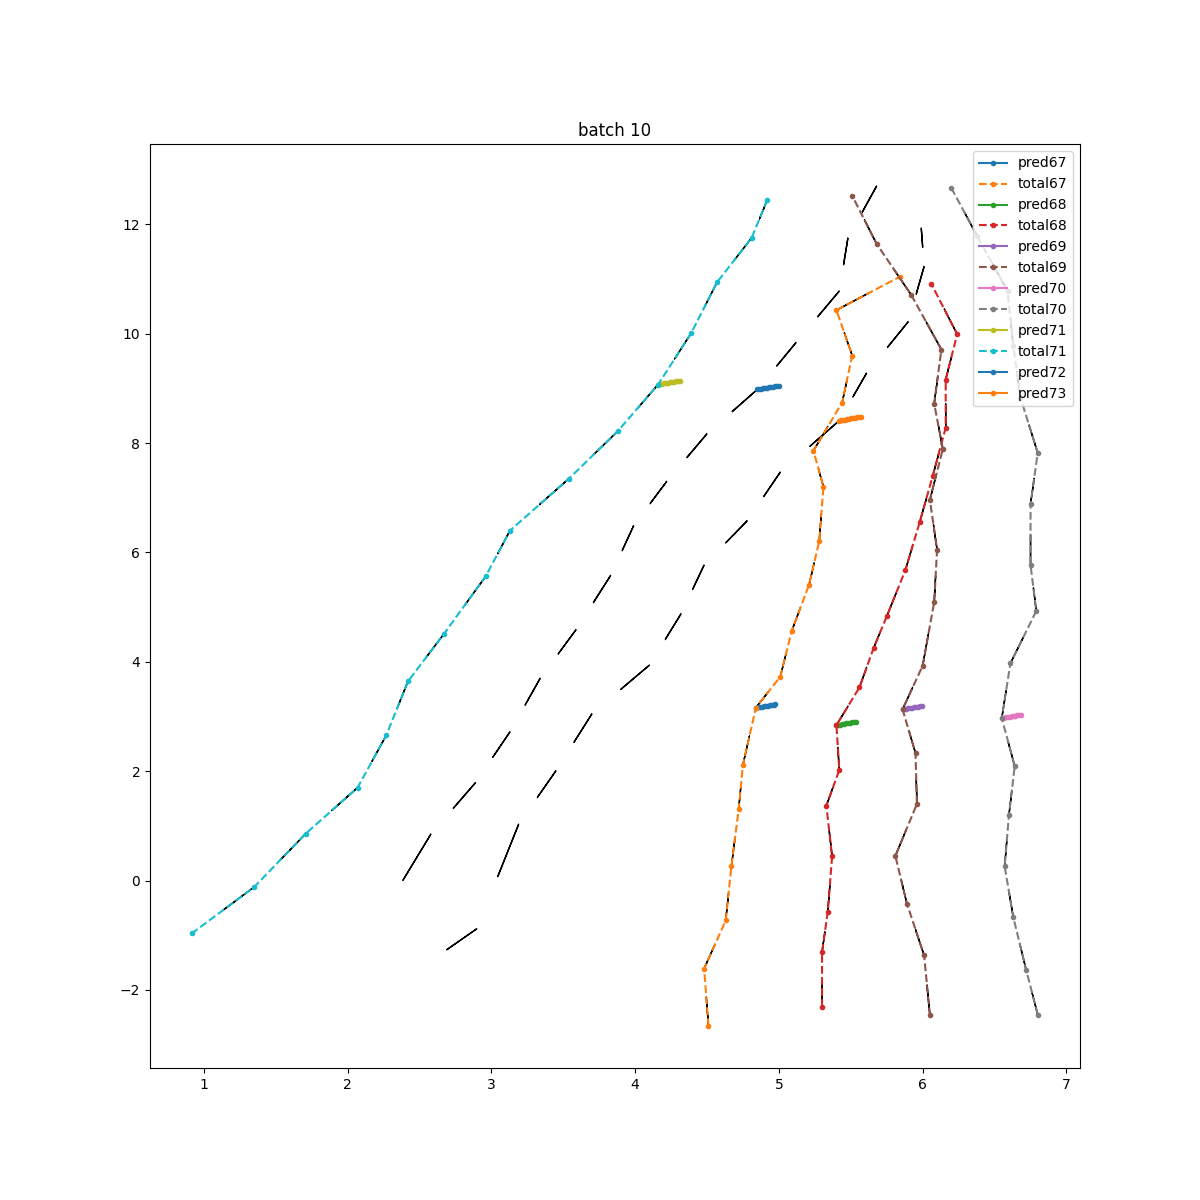 batch 10
pred67
total67
pred68
total68
pred69
total69
pred70
total70
pred71
total71
pred72
pred73
12
10
8
6
4
2
0
−2
1 2 3 4 5 6 7